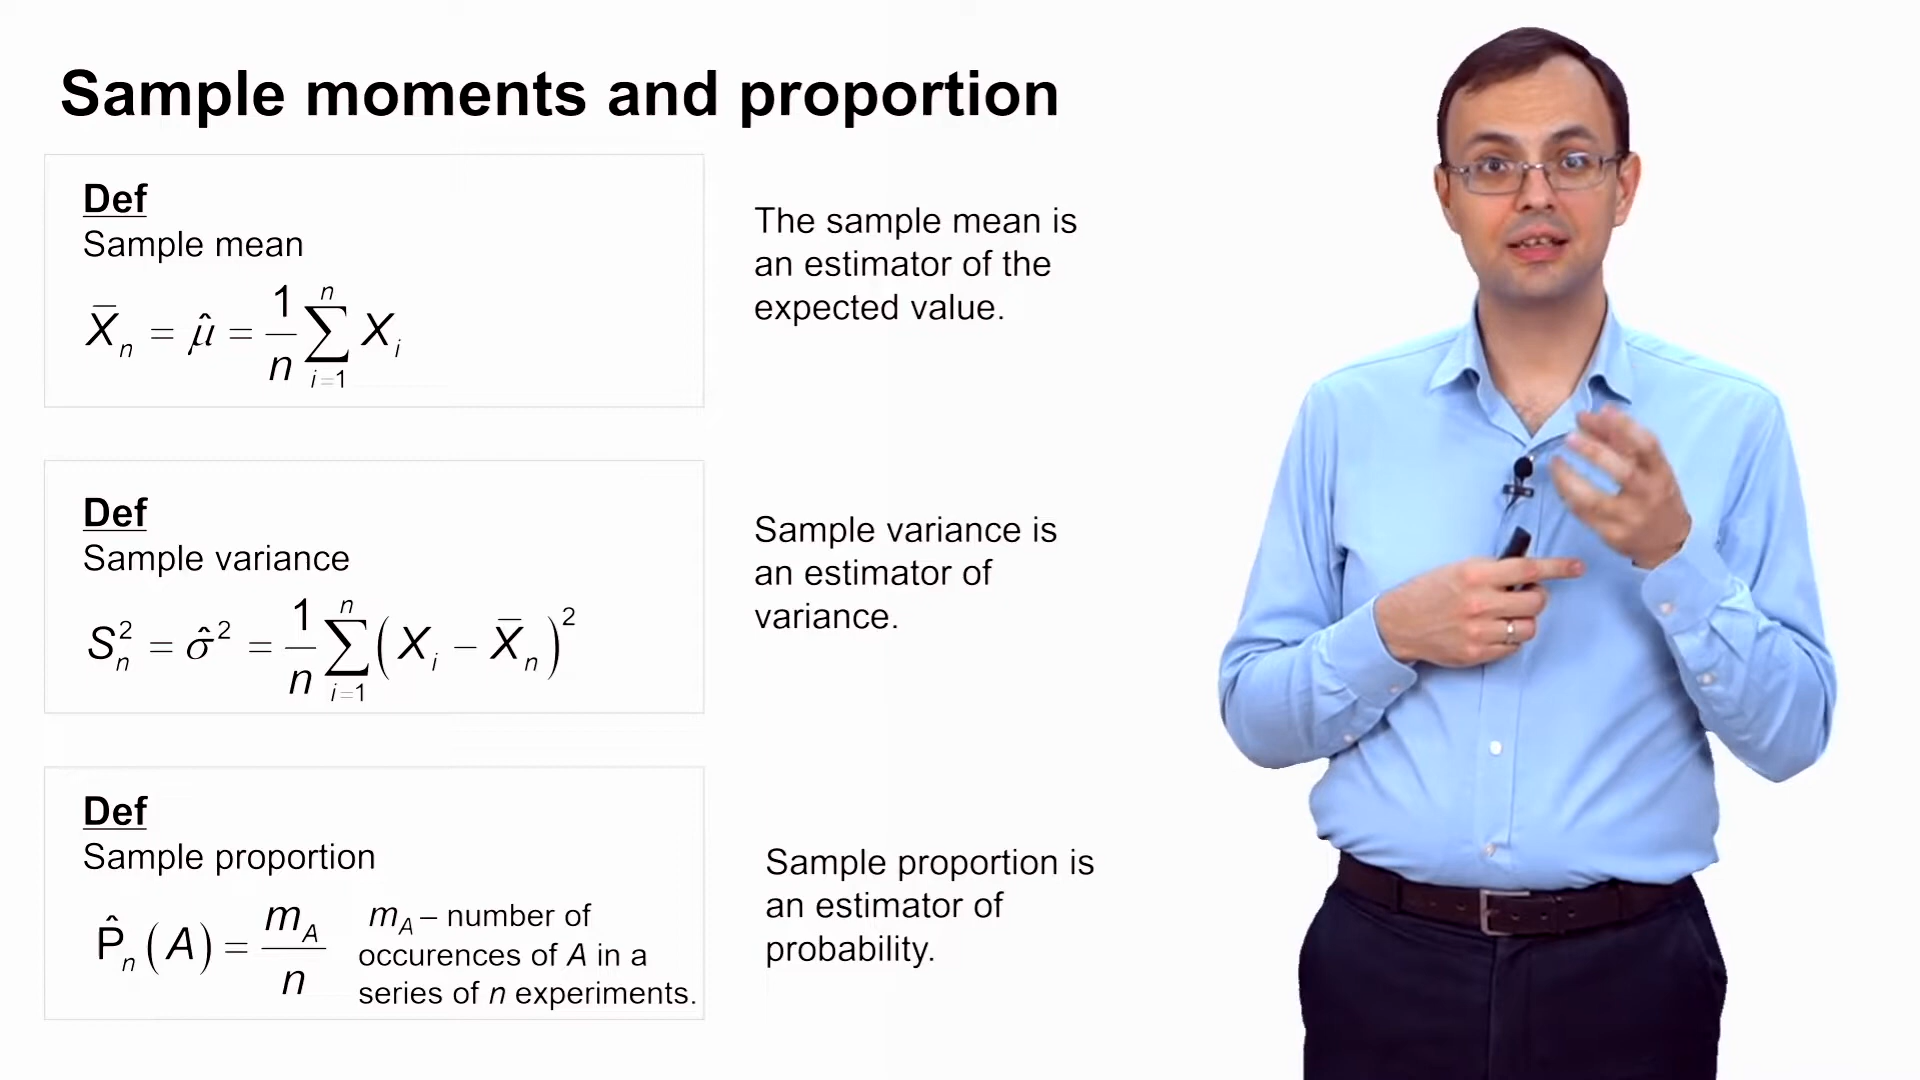 Sample moments and proportion
Def
Sample mean
X̄ₙ = μ̂ = 1/n ∑ᵢ₌₁ⁿ Xᵢ
The sample mean is
an estimator of the
expected value.
Def
Sample variance
Sₙ² = σ̂² = 1/n ∑ᵢ₌₁ⁿ (Xᵢ − X̄ₙ)²
Sample variance is
an estimator of
variance.
Def
Sample proportion
P̂ₙ(A) = m_A/n
m_A – number of
occurences of A in a
series of n experiments.
Sample proportion is
an estimator of
probability.